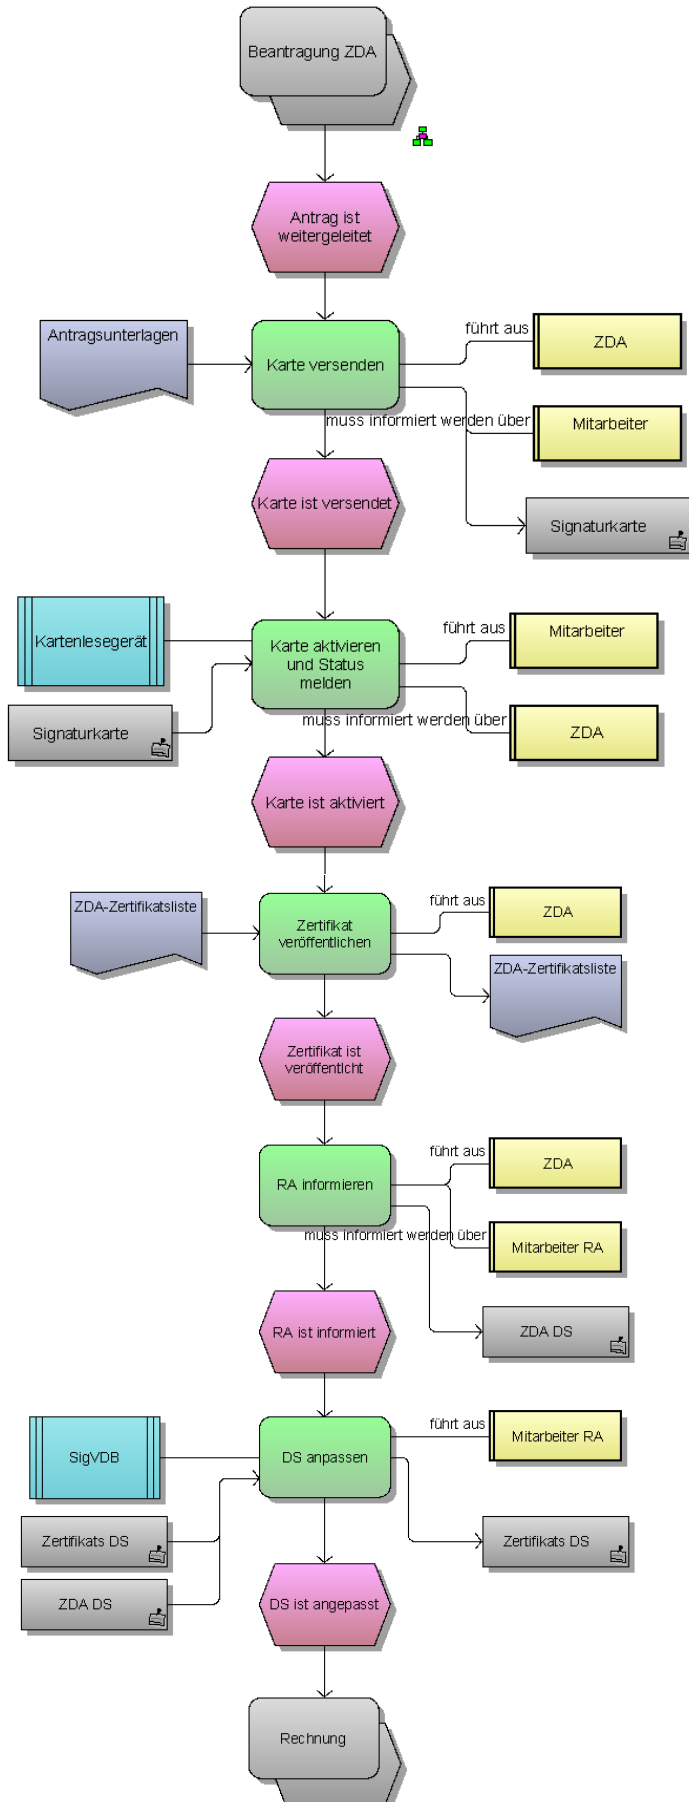 Beantragung ZDA
Antrag ist
weitergeleitet
Antragsunterlagen
Karte versenden
führt aus
ZDA
muss informiert werden über
Mitarbeiter
Signaturkarte
Karte ist versendet
Kartenlesegerät
Signaturkarte
Karte aktivieren
und Status
melden
führt aus
Mitarbeiter
muss informiert werden über
ZDA
Karte ist aktiviert
ZDA-Zertifikatsliste
Zertifikat
veröffentlichen
führt aus
ZDA
ZDA-Zertifikatsliste
Zertifikat ist
veröffentlcht
RA informieren
führt aus
ZDA
muss informiert werden über
Mitarbeiter RA
ZDA DS
RA ist informiert
SigVDB
Zertifikats DS
ZDA DS
DS anpassen
führt aus
Mitarbeiter RA
Zertifikats DS
DS ist angepasst
Rechnung